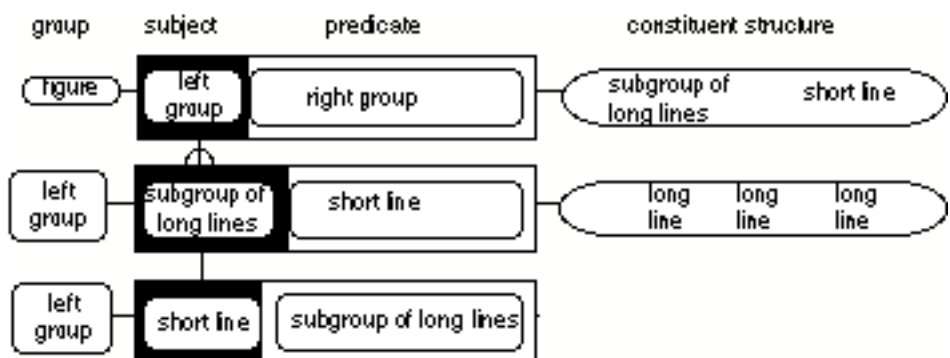 group subject predicate constituent structure
figure
left
group
right group
subgroup of
long lines
short line
left
group
subgroup of
long lines
short line
long
line
long
line
long
line
left
group
short line
subgroup of long lines